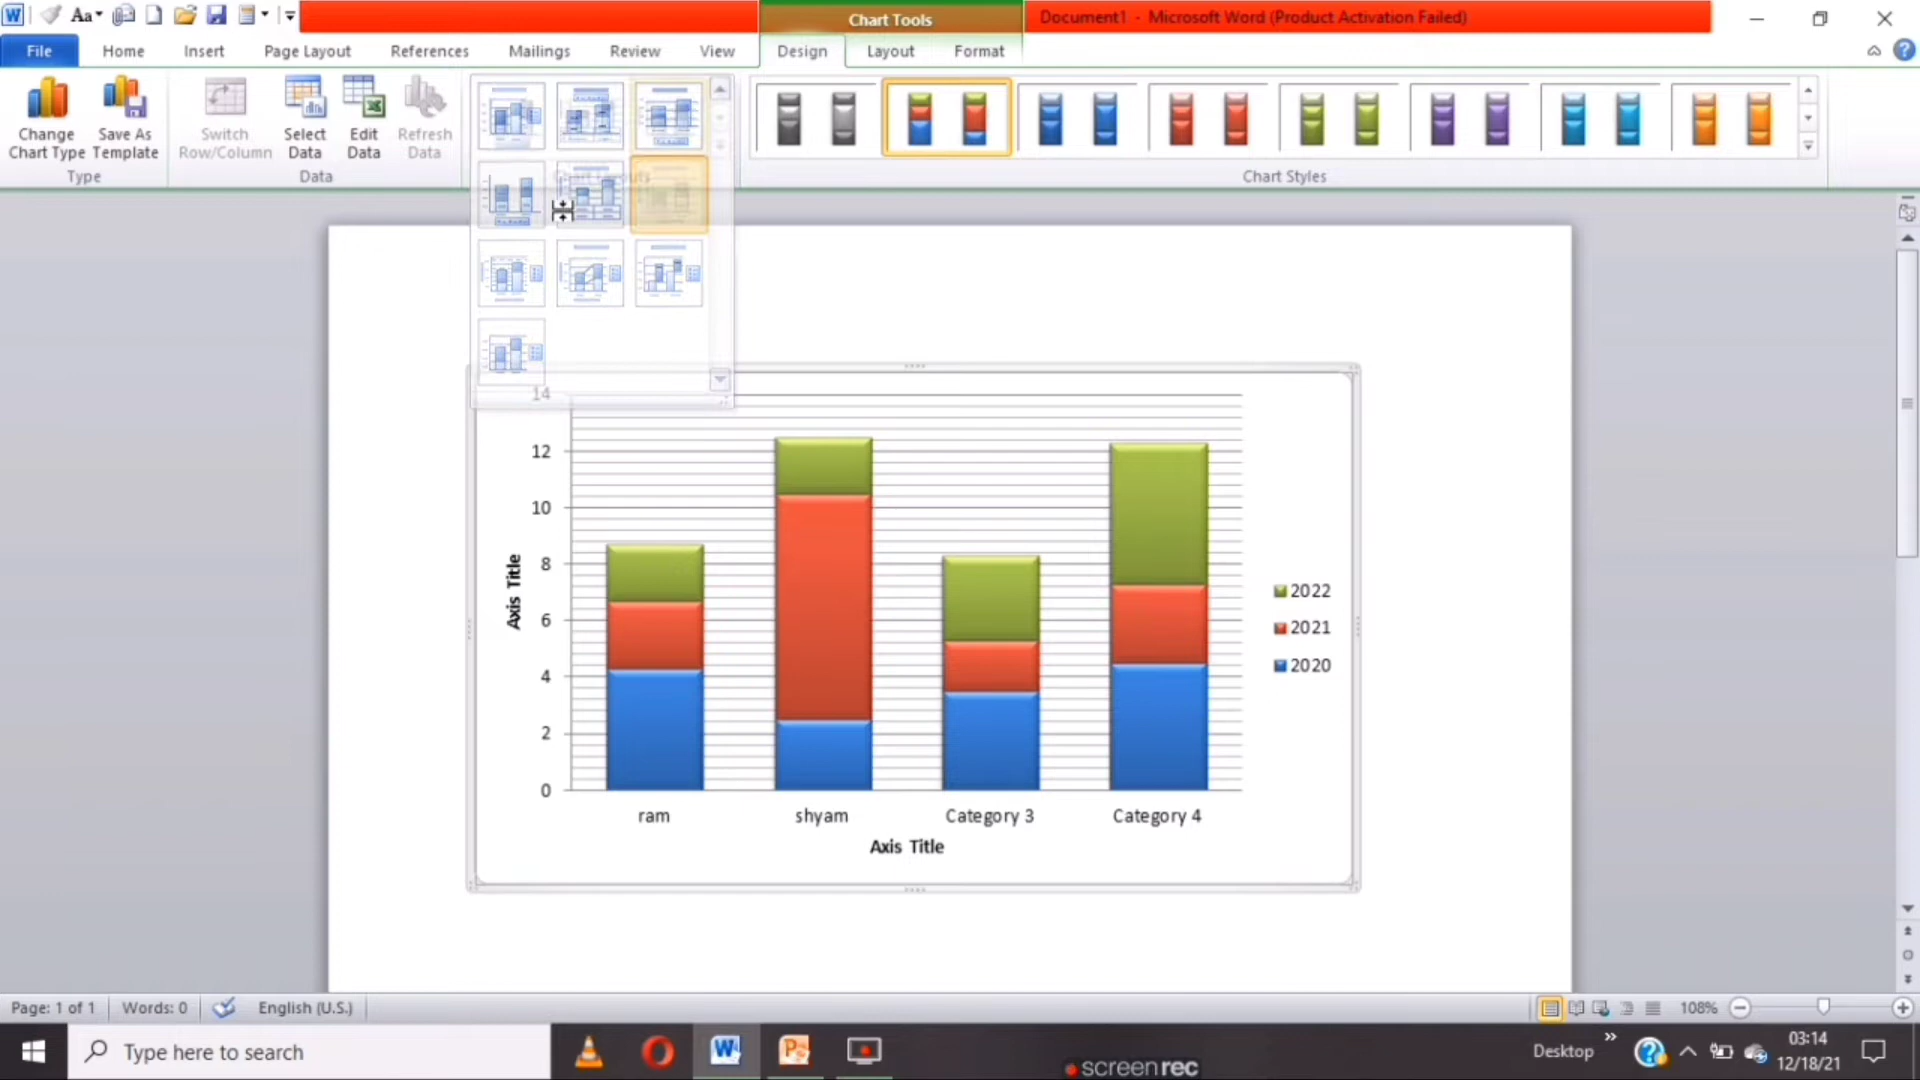 Aa
Chart Tools
Document1 - Microsoft Word (Product Activation Failed)
File Home Insert Page Layout References Mailings Review View Design Layout Format
Change Chart Type
Save As Template
Switch Row/Column
Select Data
Edit Data
Refresh Data
Type
Data
Chart Styles
14
12
10
8
6
4
2
0
Axis Title
ram shyam Category 3 Category 4
Axis Title
2022
2021
2020
Page: 1 of 1 Words: 0 English (U.S.) 108%
Type here to search
screenrec
Desktop
03:14
12/18/21